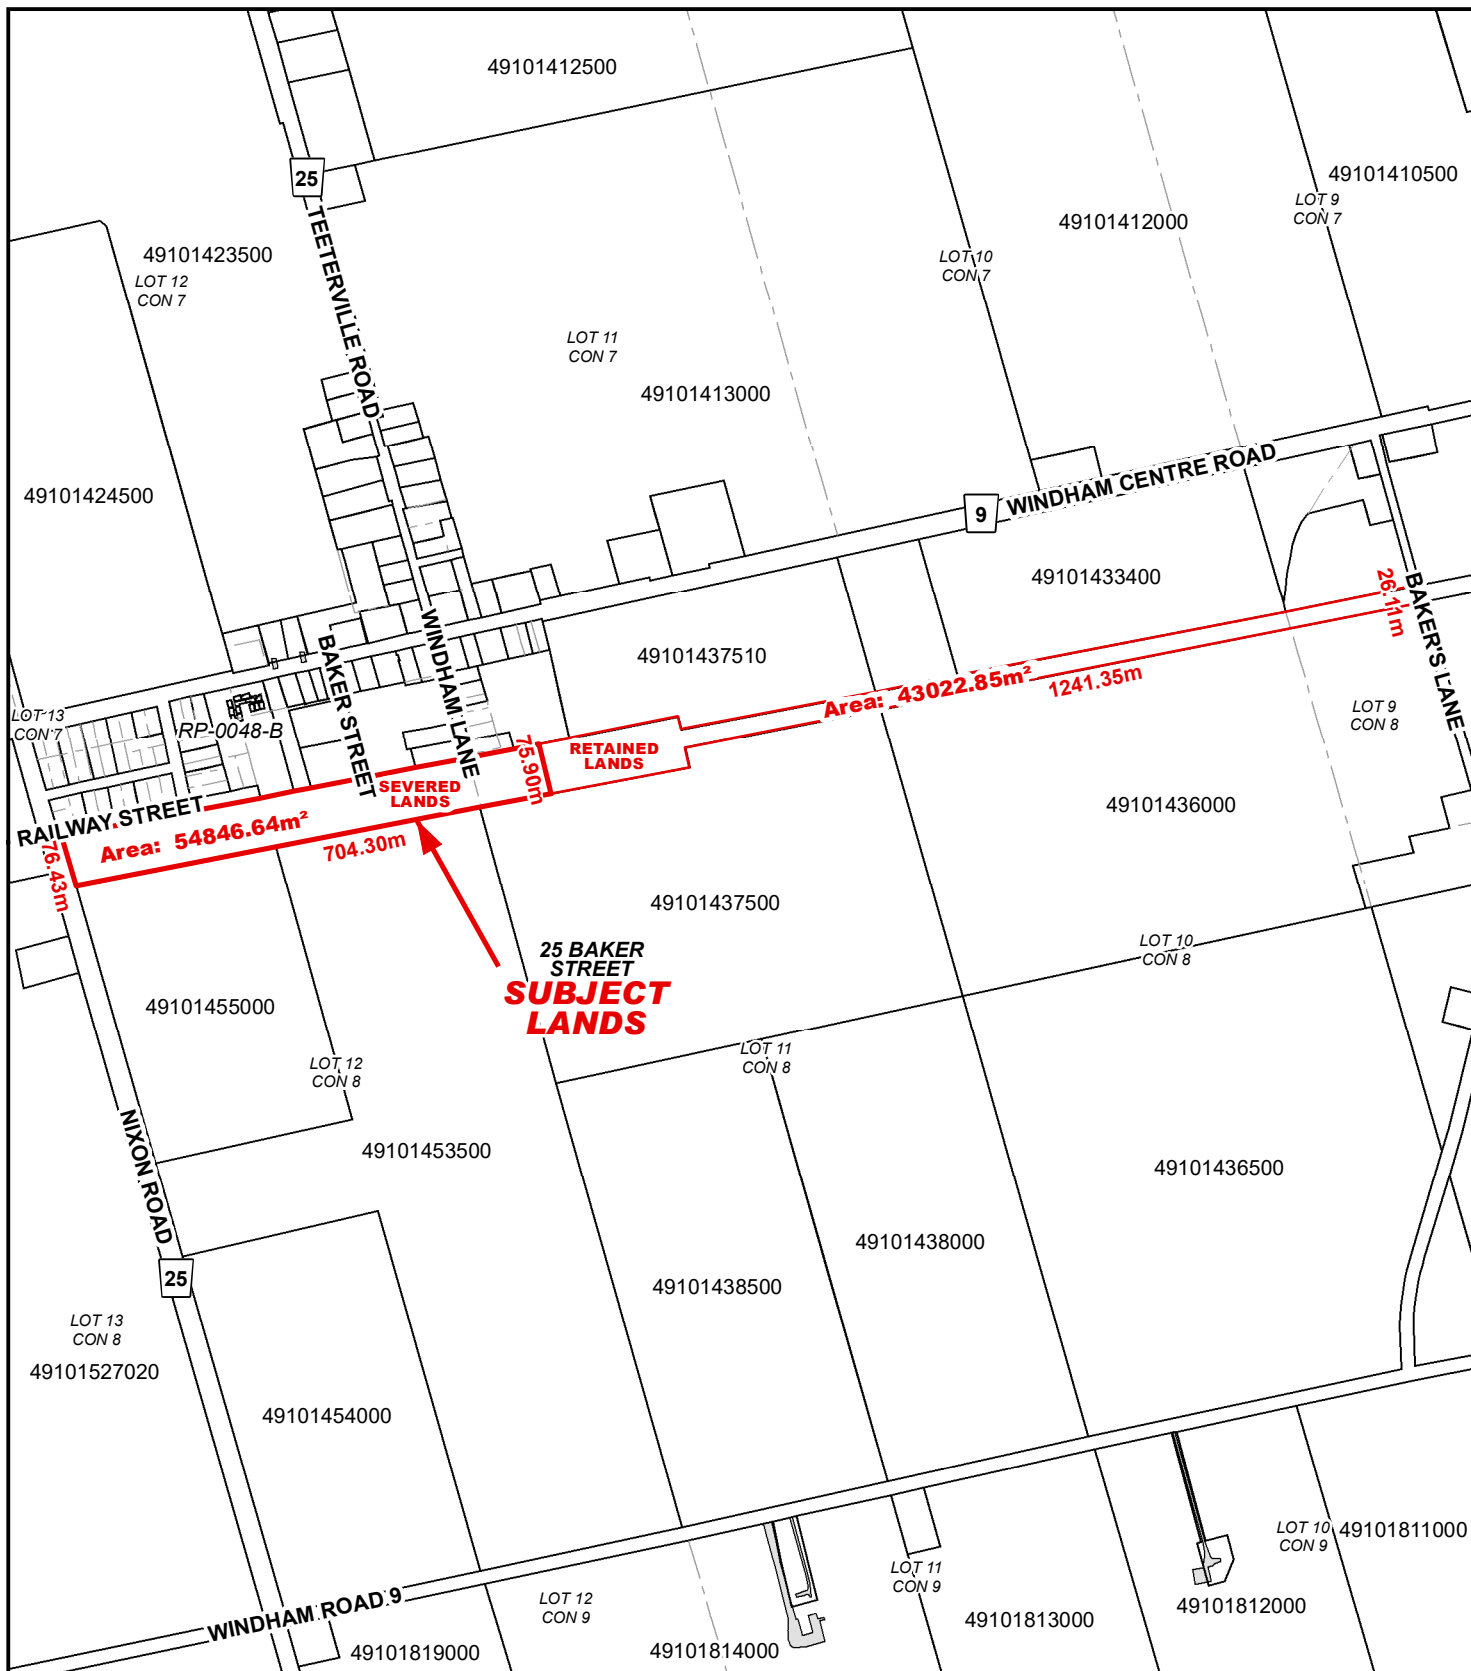 49101412500
49101410500
25
LOT 9
CON 7
49101412000
49101423500
TEETERVILLE ROAD
LOT 10
CON 7
LOT 12
CON 7
LOT 11
CON 7
49101413000
49101424500
WINDHAM CENTRE ROAD
9
49101433400
26.11m
BAKER'S LANE
WINDHAM LANE
BAKER STREET
49101437510
Area: 43022.85m²
1241.35m
LOT 13
CON 7
RP-0048-B
LOT 9
CON 8
75.90m
RETAINED
LANDS
SEVERED
LANDS
49101436000
RAILWAY STREET
Area: 54846.64m²
704.30m
76.43m
49101437500
25 BAKER
STREET
SUBJECT
LANDS
LOT 10
CON 8
49101455000
LOT 11
CON 8
LOT 12
CON 8
NIXON ROAD
49101453500
49101436500
49101438000
25
49101438500
LOT 13
CON 8
49101527020
49101454000
LOT 10
CON 9
49101811000
LOT 11
CON 9
LOT 12
CON 9
WINDHAM ROAD 9
49101812000
49101813000
49101819000
49101814000